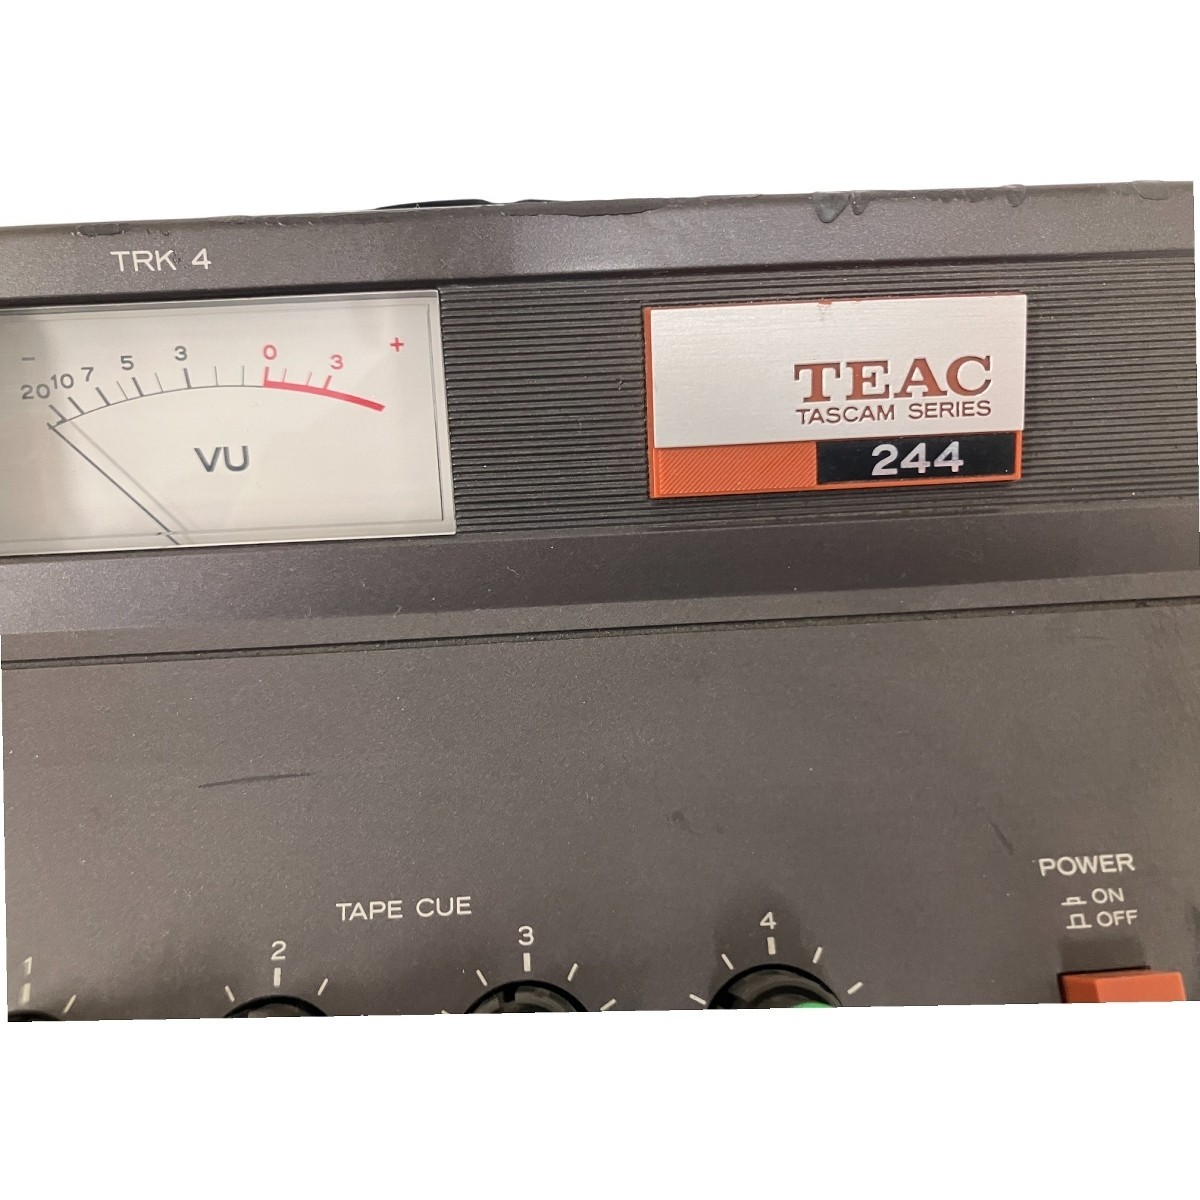 TRK 4
- 20 10 7 5 3 0 3 +
VU
TEAC
TASCAM SERIES
244
TAPE CUE
1 2 3 4
POWER
ON
OFF